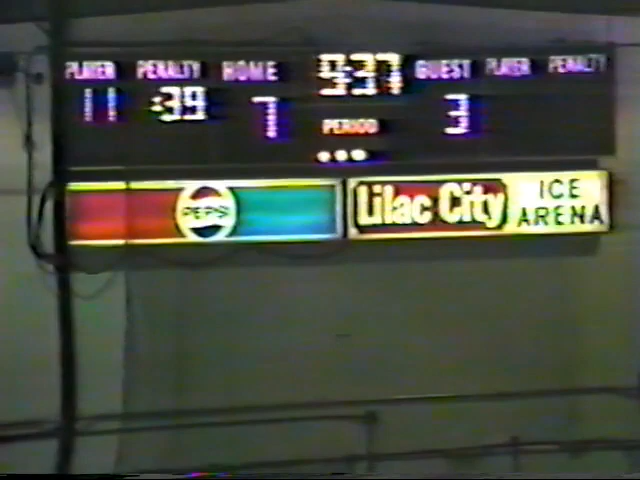 PLAYER PENALTY HOME 9:37 GUEST PLAYER PENALTY
11 :39 7 PERIOD 3
PEPSI Lilac City ICE ARENA